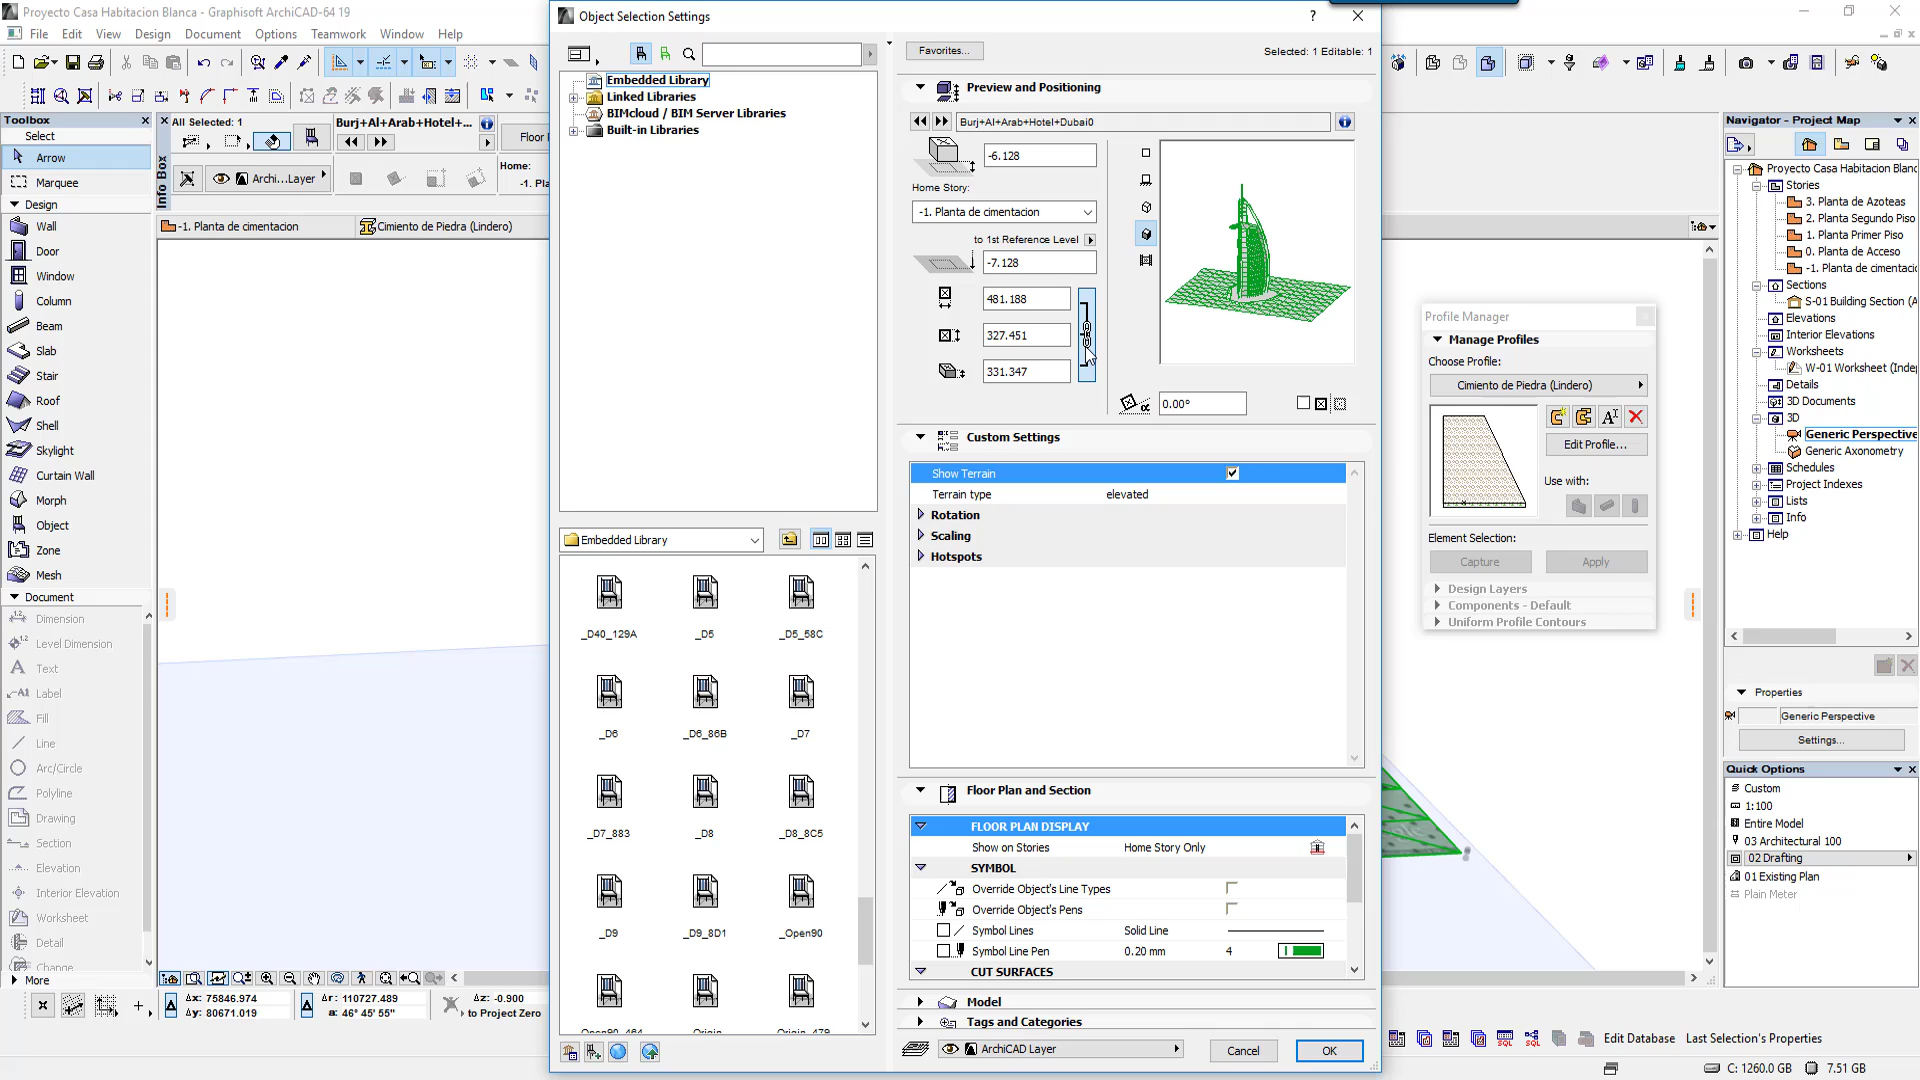 Proyecto Casa Habitacion Blanca - Graphisoft ArchiCAD-64 19
File Edit View Design Document Options Teamwork Window Help
Toolbox
Select
Arrow
Marquee
Design
Wall
Door
Window
Column
Beam
Slab
Stair
Roof
Shell
Skylight
Curtain Wall
Morph
Object
Zone
Mesh
Document
Dimension
Level Dimension
Text
Label
Fill
Line
Arc/Circle
Polyline
Drawing
Section
Elevation
Interior Elevation
Worksheet
Detail
Change
More
Info Box
All Selected: 1
Archi...Layer
Burj+Al+Arab+Hotel+...
Floor
Home:
-1. Pla
-1. Planta de cimentacion
Cimiento de Piedra (Lindero)
Δx: 75846.974
Δy: 80671.019
Δr: 110727.489
a: 46° 45' 55"
Δz: -0.900
to Project Zero
Object Selection Settings
?
Embedded Library
Linked Libraries
BIMcloud / BIM Server Libraries
Built-in Libraries
Embedded Library
_D40_129A
_D5
_D5_58C
_D6
_D6_86B
_D7
_D7_883
_D8
_D8_8C5
_D9
_D9_8D1
_Open90
Open90_464
Origin
Origin_479
Favorites...
Selected: 1 Editable: 1
Preview and Positioning
Burj+Al+Arab+Hotel+Dubai0
-6.128
Home Story:
-1. Planta de cimentacion
to 1st Reference Level
-7.128
481.188
327.451
331.347
α
0.00°
Custom Settings
Show Terrain
Terrain type elevated
Rotation
Scaling
Hotspots
Floor Plan and Section
FLOOR PLAN DISPLAY
Show on Stories Home Story Only
SYMBOL
Override Object's Line Types
Override Object's Pens
Symbol Lines Solid Line
Symbol Line Pen 0.20 mm 4
CUT SURFACES
Model
Tags and Categories
ArchiCAD Layer
Cancel
OK
Profile Manager
Manage Profiles
Choose Profile:
Cimiento de Piedra (Lindero)
Edit Profile...
Use with:
Element Selection:
Capture
Apply
Design Layers
Components - Default
Uniform Profile Contours
Navigator - Project Map
Proyecto Casa Habitacion Blanc
Stories
3. Planta de Azoteas
2. Planta Segundo Piso
1. Planta Primer Piso
0. Planta de Acceso
-1. Planta de cimentació
Sections
S-01 Building Section (A
Elevations
Interior Elevations
Worksheets
W-01 Worksheet (Indep
Details
3D Documents
3D
Generic Perspective
Generic Axonometry
Schedules
Project Indexes
Lists
Info
Help
Properties
Generic Perspective
Settings...
Quick Options
Custom
1:100
Entire Model
03 Architectural 100
02 Drafting
01 Existing Plan
Plain Meter
SQL
SQL
Edit Database
Last Selection's Properties
C: 1260.0 GB
7.51 GB